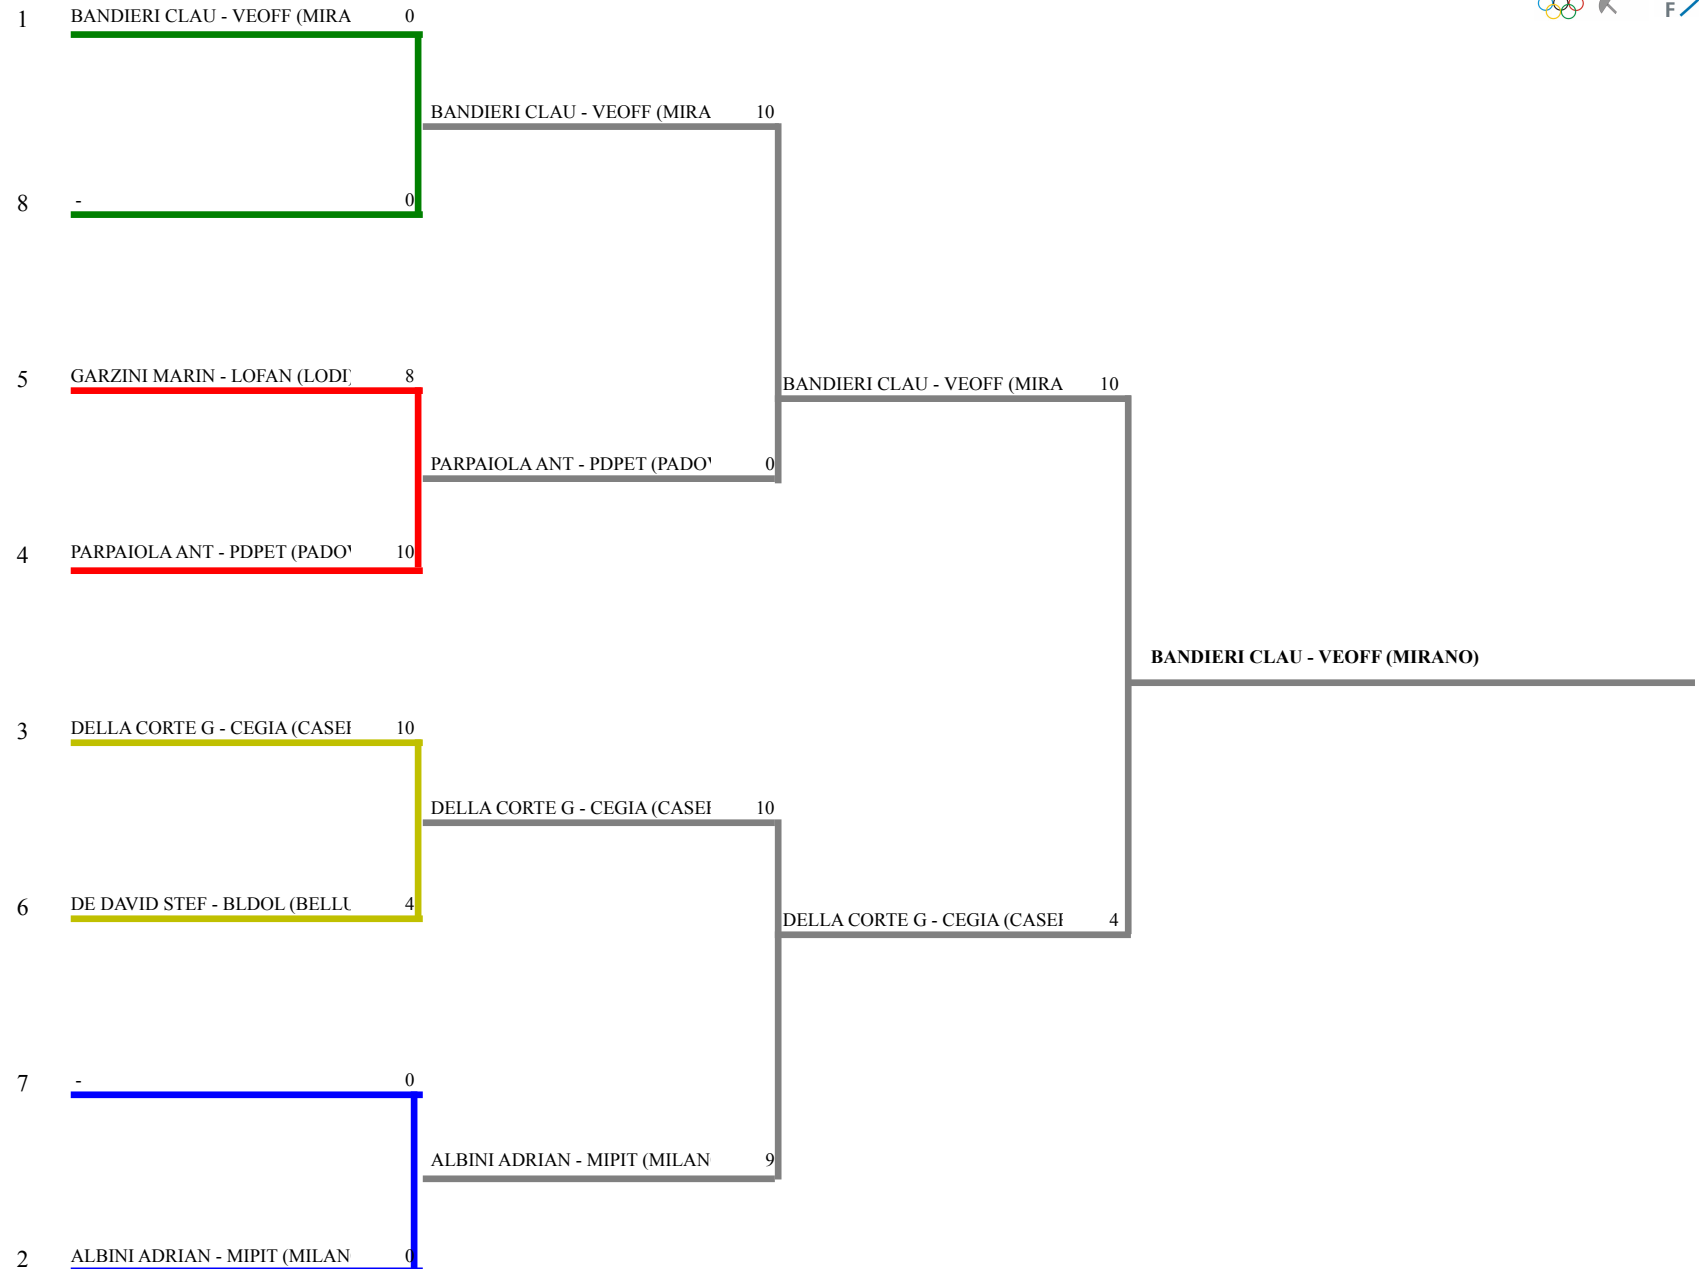 F
1 BANDIERI CLAU - VEOFF (MIRA 0
BANDIERI CLAU - VEOFF (MIRA 10
8 - 0
5 GARZINI MARIN - LOFAN (LODI) 8
BANDIERI CLAU - VEOFF (MIRA 10
PARPAIOLA ANT - PDPET (PADO 0
4 PARPAIOLA ANT - PDPET (PADO 10
BANDIERI CLAU - VEOFF (MIRANO)
3 DELLA CORTE G - CEGIA (CASE 10
DELLA CORTE G - CEGIA (CASE 10
6 DE DAVID STEF - BLDOL (BELLU 4
DELLA CORTE G - CEGIA (CASE 4
7 - 0
ALBINI ADRIAN - MIPIT (MILAN 9
2 ALBINI ADRIAN - MIPIT (MILAN 0